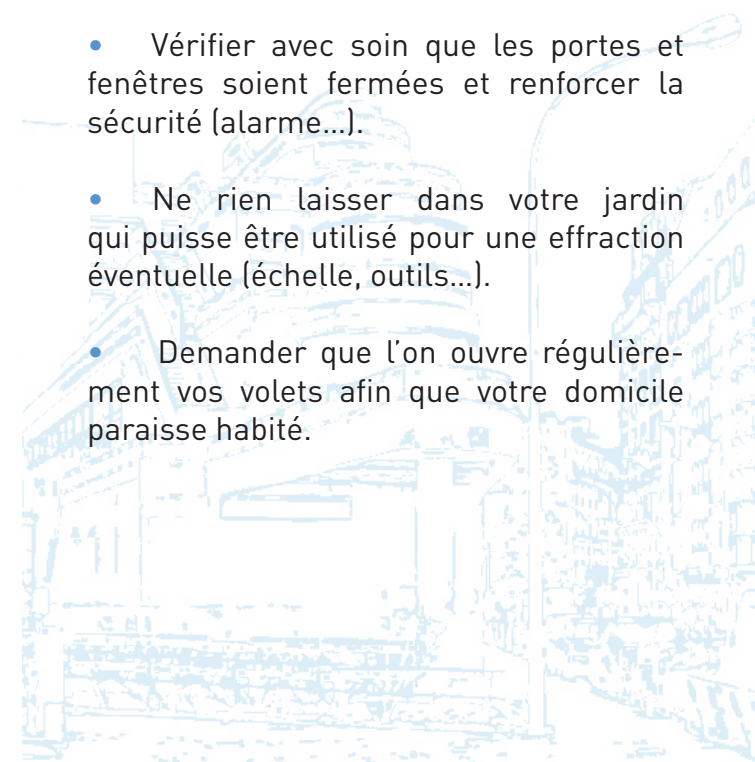 • Vérifier avec soin que les portes et
fenêtres soient fermées et renforcer la
sécurité (alarme...).
• Ne rien laisser dans votre jardin
qui puisse être utilisé pour une effraction
éventuelle (échelle, outils...).
• Demander que l’on ouvre régulière-
ment vos volets afin que votre domicile
paraisse habité.